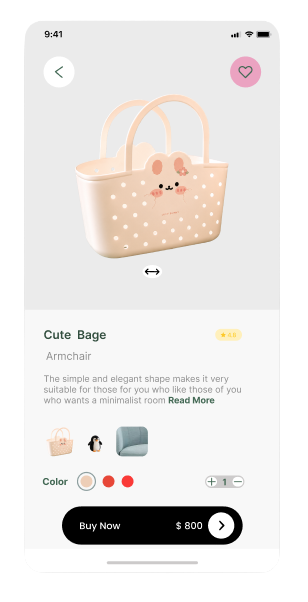 9:41
Cute Bage
Armchair
The simple and elegant shape makes it very
suitable for those for you who like those of you
who wants a minimalist room Read More
Color
1
Buy Now
$ 800